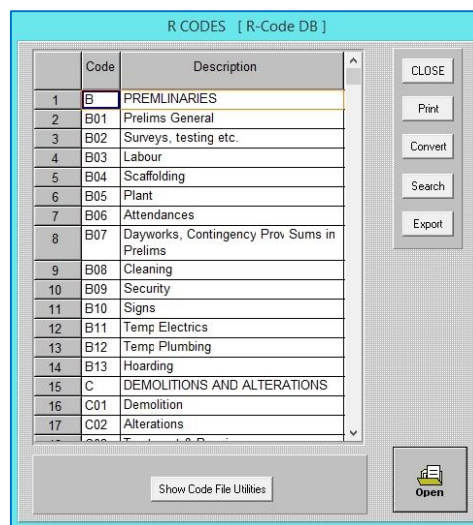 R CODES [ R-Code DB ]
Code Description
1 B PREMLINARIES
2 B01 Prelims General
3 B02 Surveys, testing etc.
4 B03 Labour
5 B04 Scaffolding
6 B05 Plant
7 B06 Attendances
8 B07 Dayworks, Contingency Prov Sums in
Prelims
9 B08 Cleaning
10 B09 Security
11 B10 Signs
12 B11 Temp Electrics
13 B12 Temp Plumbing
14 B13 Hoarding
15 C DEMOLITIONS AND ALTERATIONS
16 C01 Demolition
17 C02 Alterations
CLOSE
Print
Convert
Search
Export
Show Code File Utilities
Open